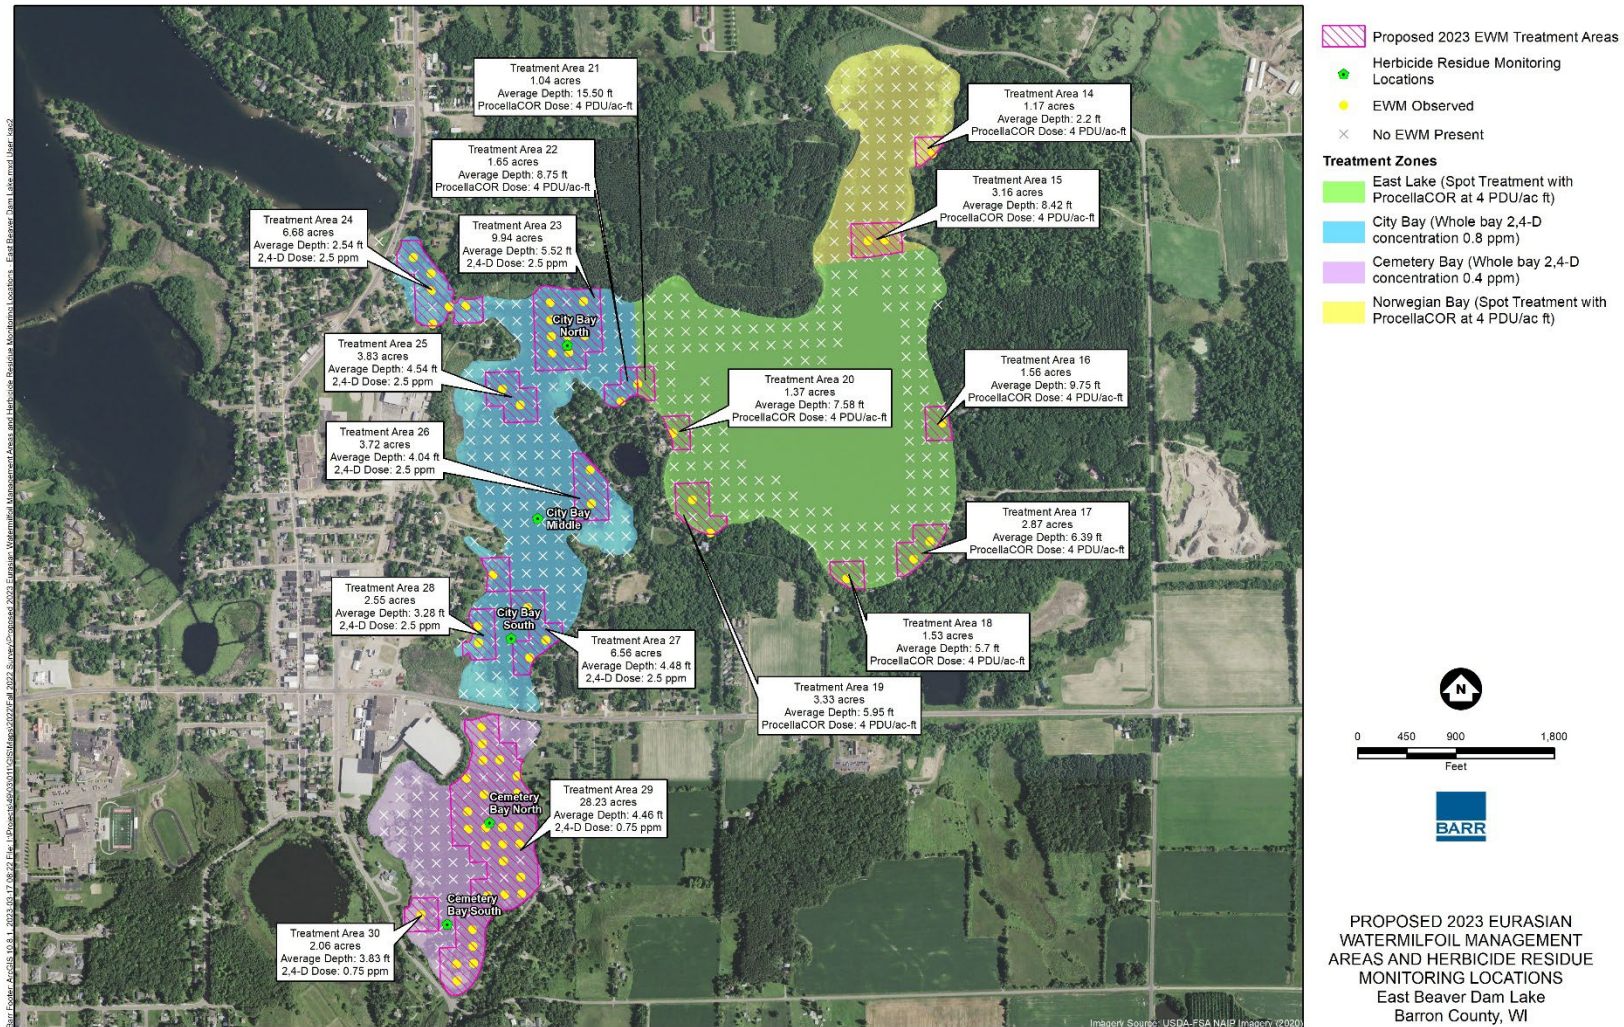 Treatment Area 21
1.04 acres
Average Depth: 15.50 ft
ProcellaCOR Dose: 4 PDU/ac-ft
Treatment Area 22
1.65 acres
Average Depth: 8.75 ft
ProcellaCOR Dose: 4 PDU/ac-ft
Treatment Area 24
6.68 acres
Average Depth: 2.54 ft
2,4-D Dose: 2.5 ppm
Treatment Area 23
9.94 acres
Average Depth: 5.52 ft
2,4-D Dose: 2.5 ppm
Treatment Area 14
1.17 acres
Average Depth: 2.2 ft
ProcellaCOR Dose: 4 PDU/ac-ft
Treatment Area 15
3.16 acres
Average Depth: 8.42 ft
ProcellaCOR Dose: 4 PDU/ac-ft
City Bay
North
Treatment Area 25
3.83 acres
Average Depth: 4.54 ft
2,4-D Dose: 2.5 ppm
Treatment Area 20
1.37 acres
Average Depth: 7.58 ft
ProcellaCOR Dose: 4 PDU/ac-ft
Treatment Area 16
1.56 acres
Average Depth: 9.75 ft
ProcellaCOR Dose: 4 PDU/ac-ft
Treatment Area 26
3.72 acres
Average Depth: 4.04 ft
2,4-D Dose: 2.5 ppm
City Bay
Middle
Treatment Area 17
2.87 acres
Average Depth: 6.39 ft
ProcellaCOR Dose: 4 PDU/ac-ft
Treatment Area 28
2.55 acres
Average Depth: 3.28 ft
2,4-D Dose: 2.5 ppm
City Bay
South
Treatment Area 27
6.56 acres
Average Depth: 4.48 ft
2,4-D Dose: 2.5 ppm
Treatment Area 18
1.53 acres
Average Depth: 5.7 ft
ProcellaCOR Dose: 4 PDU/ac-ft
Treatment Area 19
3.33 acres
Average Depth: 5.95 ft
ProcellaCOR Dose: 4 PDU/ac-ft
Cemetery
Bay North
Treatment Area 29
28.23 acres
Average Depth: 4.46 ft
2,4-D Dose: 0.75 ppm
Cemetery
Bay South
Treatment Area 30
2.06 acres
Average Depth: 3.83 ft
2,4-D Dose: 0.75 ppm
Imagery Source: USDA-FSA NAIP Imagery (2020)
Proposed 2023 EWM Treatment Areas
Herbicide Residue Monitoring
Locations
EWM Observed
No EWM Present
Treatment Zones
East Lake (Spot Treatment with
ProcellaCOR at 4 PDU/ac ft)
City Bay (Whole bay 2,4-D
concentration 0.8 ppm)
Cemetery Bay (Whole bay 2,4-D
concentration 0.4 ppm)
Norwegian Bay (Spot Treatment with
ProcellaCOR at 4 PDU/ac ft)
N
0 450 900 1,800
Feet
BARR
PROPOSED 2023 EURASIAN
WATERMILFOIL MANAGEMENT
AREAS AND HERBICIDE RESIDUE
MONITORING LOCATIONS
East Beaver Dam Lake
Barron County, WI